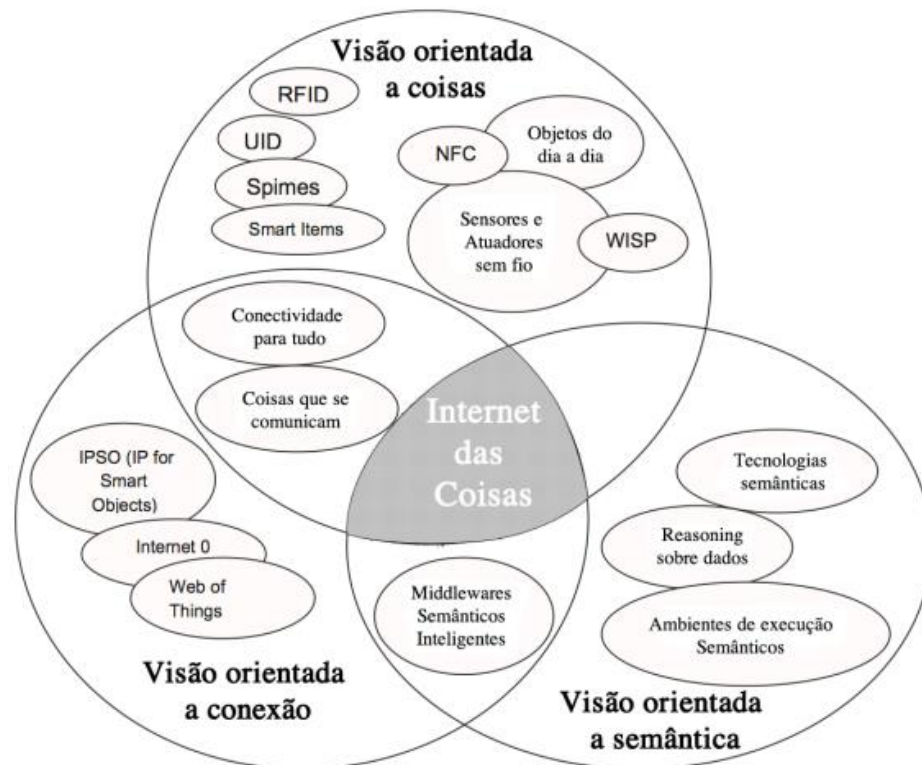 Visão orientada
a coisas
RFID
UID
Spimes
Smart Items
NFC
Objetos do
dia a dia
Sensores e
Atuadores
sem fio
WISP
Conectividade
para tudo
Coisas que se
comunicam
Internet
das
Coisas
IPSO (IP for
Smart
Objects)
Internet 0
Web of
Things
Visão orientada
a conexão
Middlewares
Semânticos
Inteligentes
Tecnologias
semânticas
Reasoning
sobre dados
Ambientes de execução
Semânticos
Visão orientada
a semântica